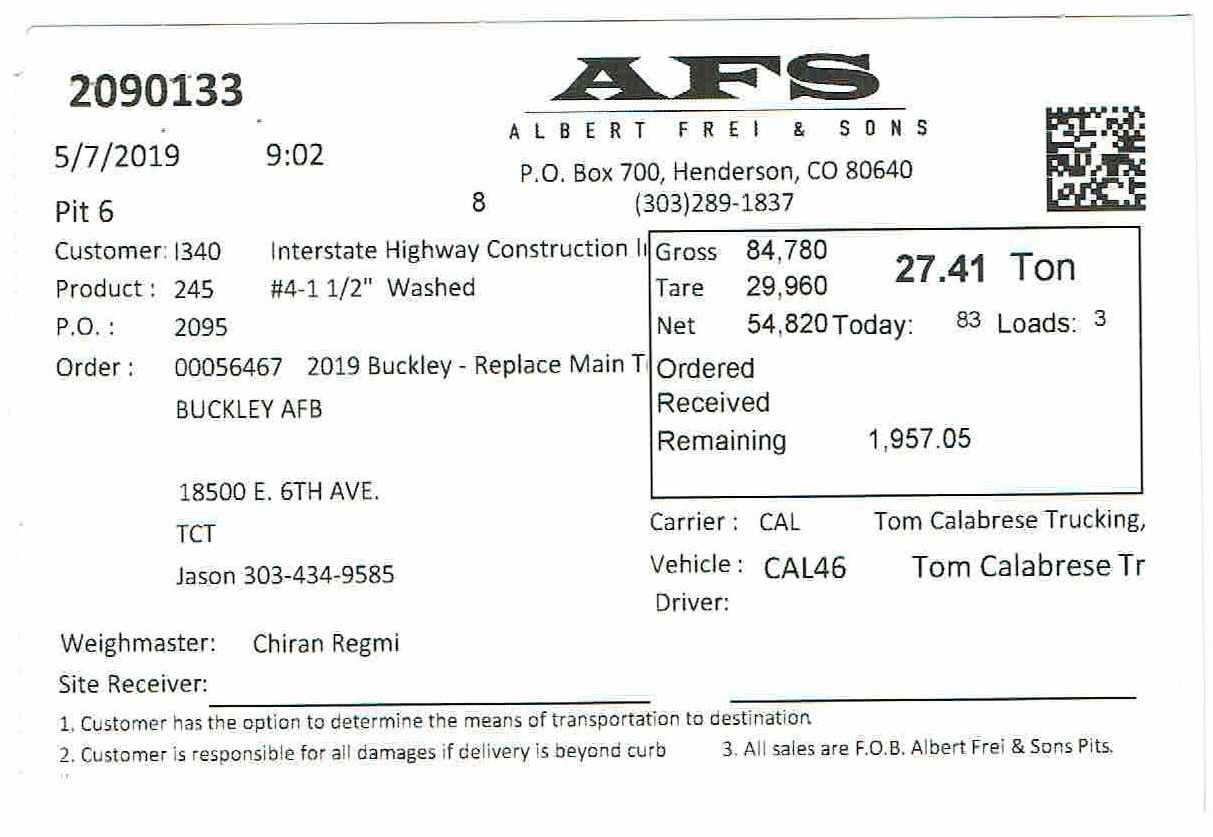 2090133
AFS
ALBERT FREI & SONS
5/7/2019 9:02
P.O. Box 700, Henderson, CO 80640
Pit 6 8 (303)289-1837
Customer: I340 Interstate Highway Construction
Product : 245 #4-1 1/2" Washed
P.O. : 2095
Order : 00056467 2019 Buckley - Replace Main
BUCKLEY AFB
18500 E. 6TH AVE.
TCT
Jason 303-434-9585
Gross 84,780 27.41 Ton
Tare 29,960
Net 54,820 Today: 83 Loads: 3
Ordered
Received
Remaining 1,957.05
Carrier : CAL Tom Calabrese Trucking,
Vehicle : CAL46 Tom Calabrese Tr
Driver:
Weighmaster: Chiran Regmi
Site Receiver:
1. Customer has the option to determine the means of transportation to destination
2. Customer is responsible for all damages if delivery is beyond curb 3. All sales are F.O.B. Albert Frei & Sons Pits.